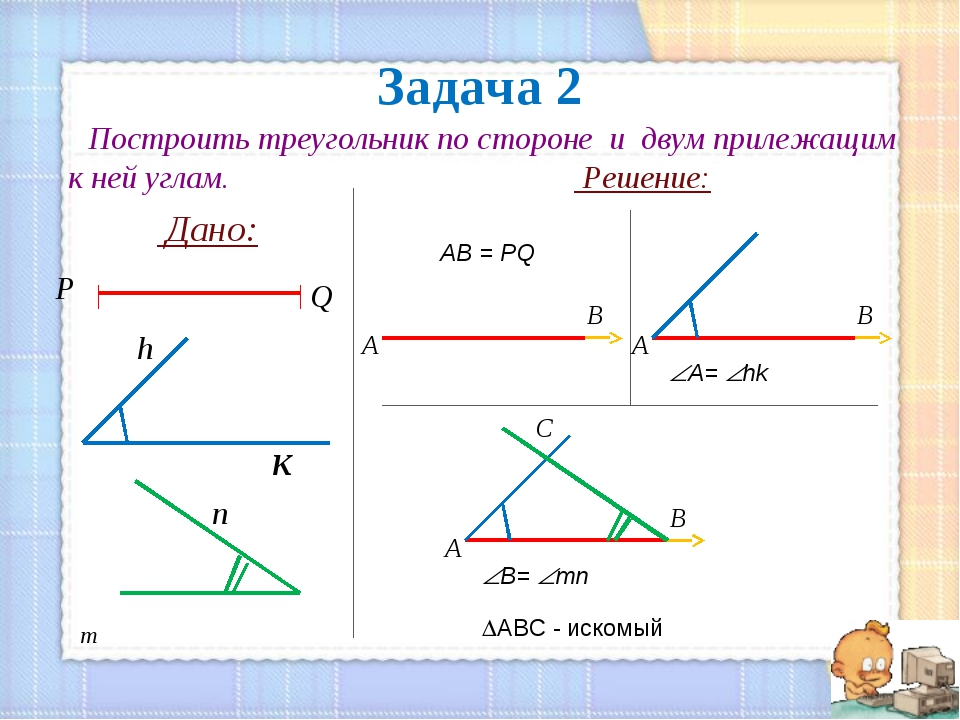 Задача 2
Построить треугольник по стороне и двум прилежащим
к ней углам.
Решение:
Дано:
P
Q
h
K
n
m
AB = PQ
A
B
A
B
∠A= ∠hk
C
A
B
∠B= ∠mn
∆ABC - искомый